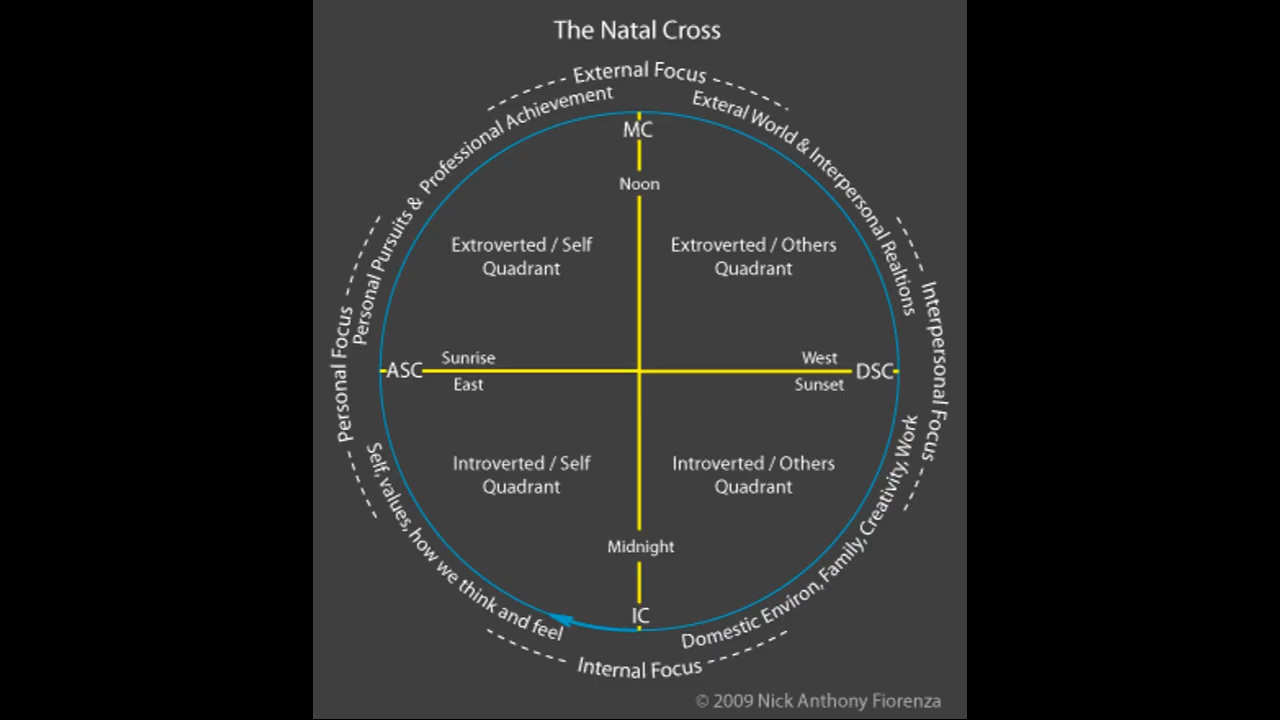 The Natal Cross
External Focus
Personal Pursuits & Professional Achievement
Exteral World & Interpersonal Realtions
MC
Noon
Extroverted / Self
Quadrant
Extroverted / Others
Quadrant
Personal Focus
Interpersonal Focus
Sunrise
West
ASC
DSC
East
Sunset
Introverted / Self
Quadrant
Introverted / Others
Quadrant
Midnight
IC
Self, values, how we think and feel
Domestic Environ, Family, Creativity, Work
Internal Focus
© 2009 Nick Anthony Fiorenza